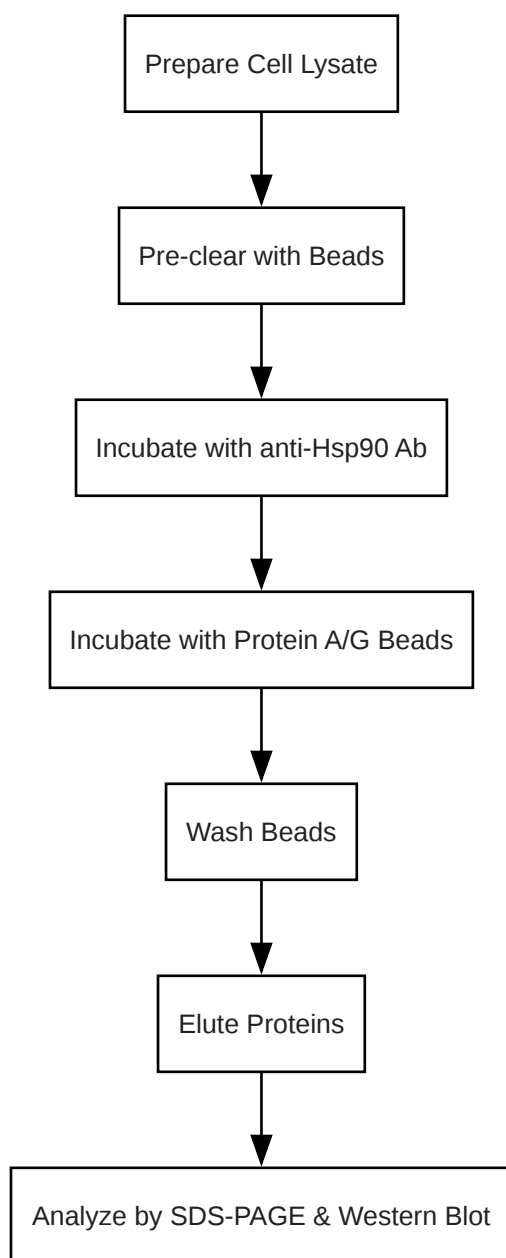 Prepare Cell Lysate
Pre-clear with Beads
Incubate with anti-Hsp90 Ab
Incubate with Protein A/G Beads
Wash Beads
Elute Proteins
Analyze by SDS-PAGE & Western Blot